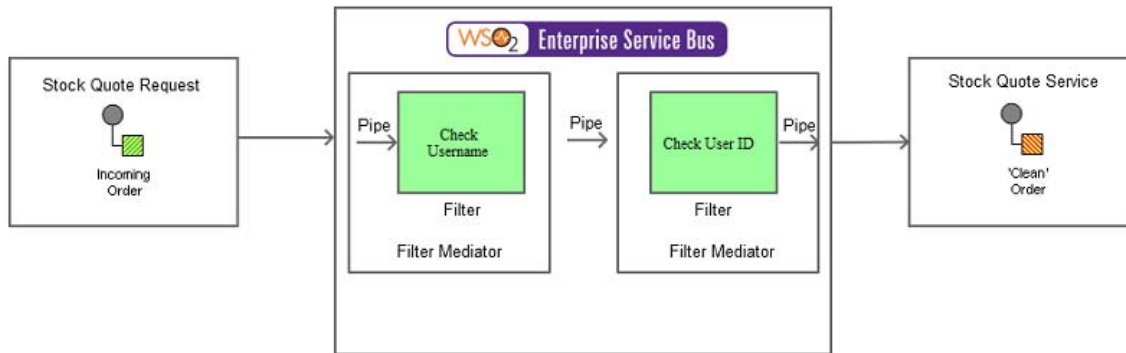 WSO2 Enterprise Service Bus
Stock Quote Request
Incoming
Order
Pipe
Check
Username
Filter
Filter Mediator
Pipe
Check User ID
Pipe
Filter
Filter Mediator
Stock Quote Service
'Clean'
Order